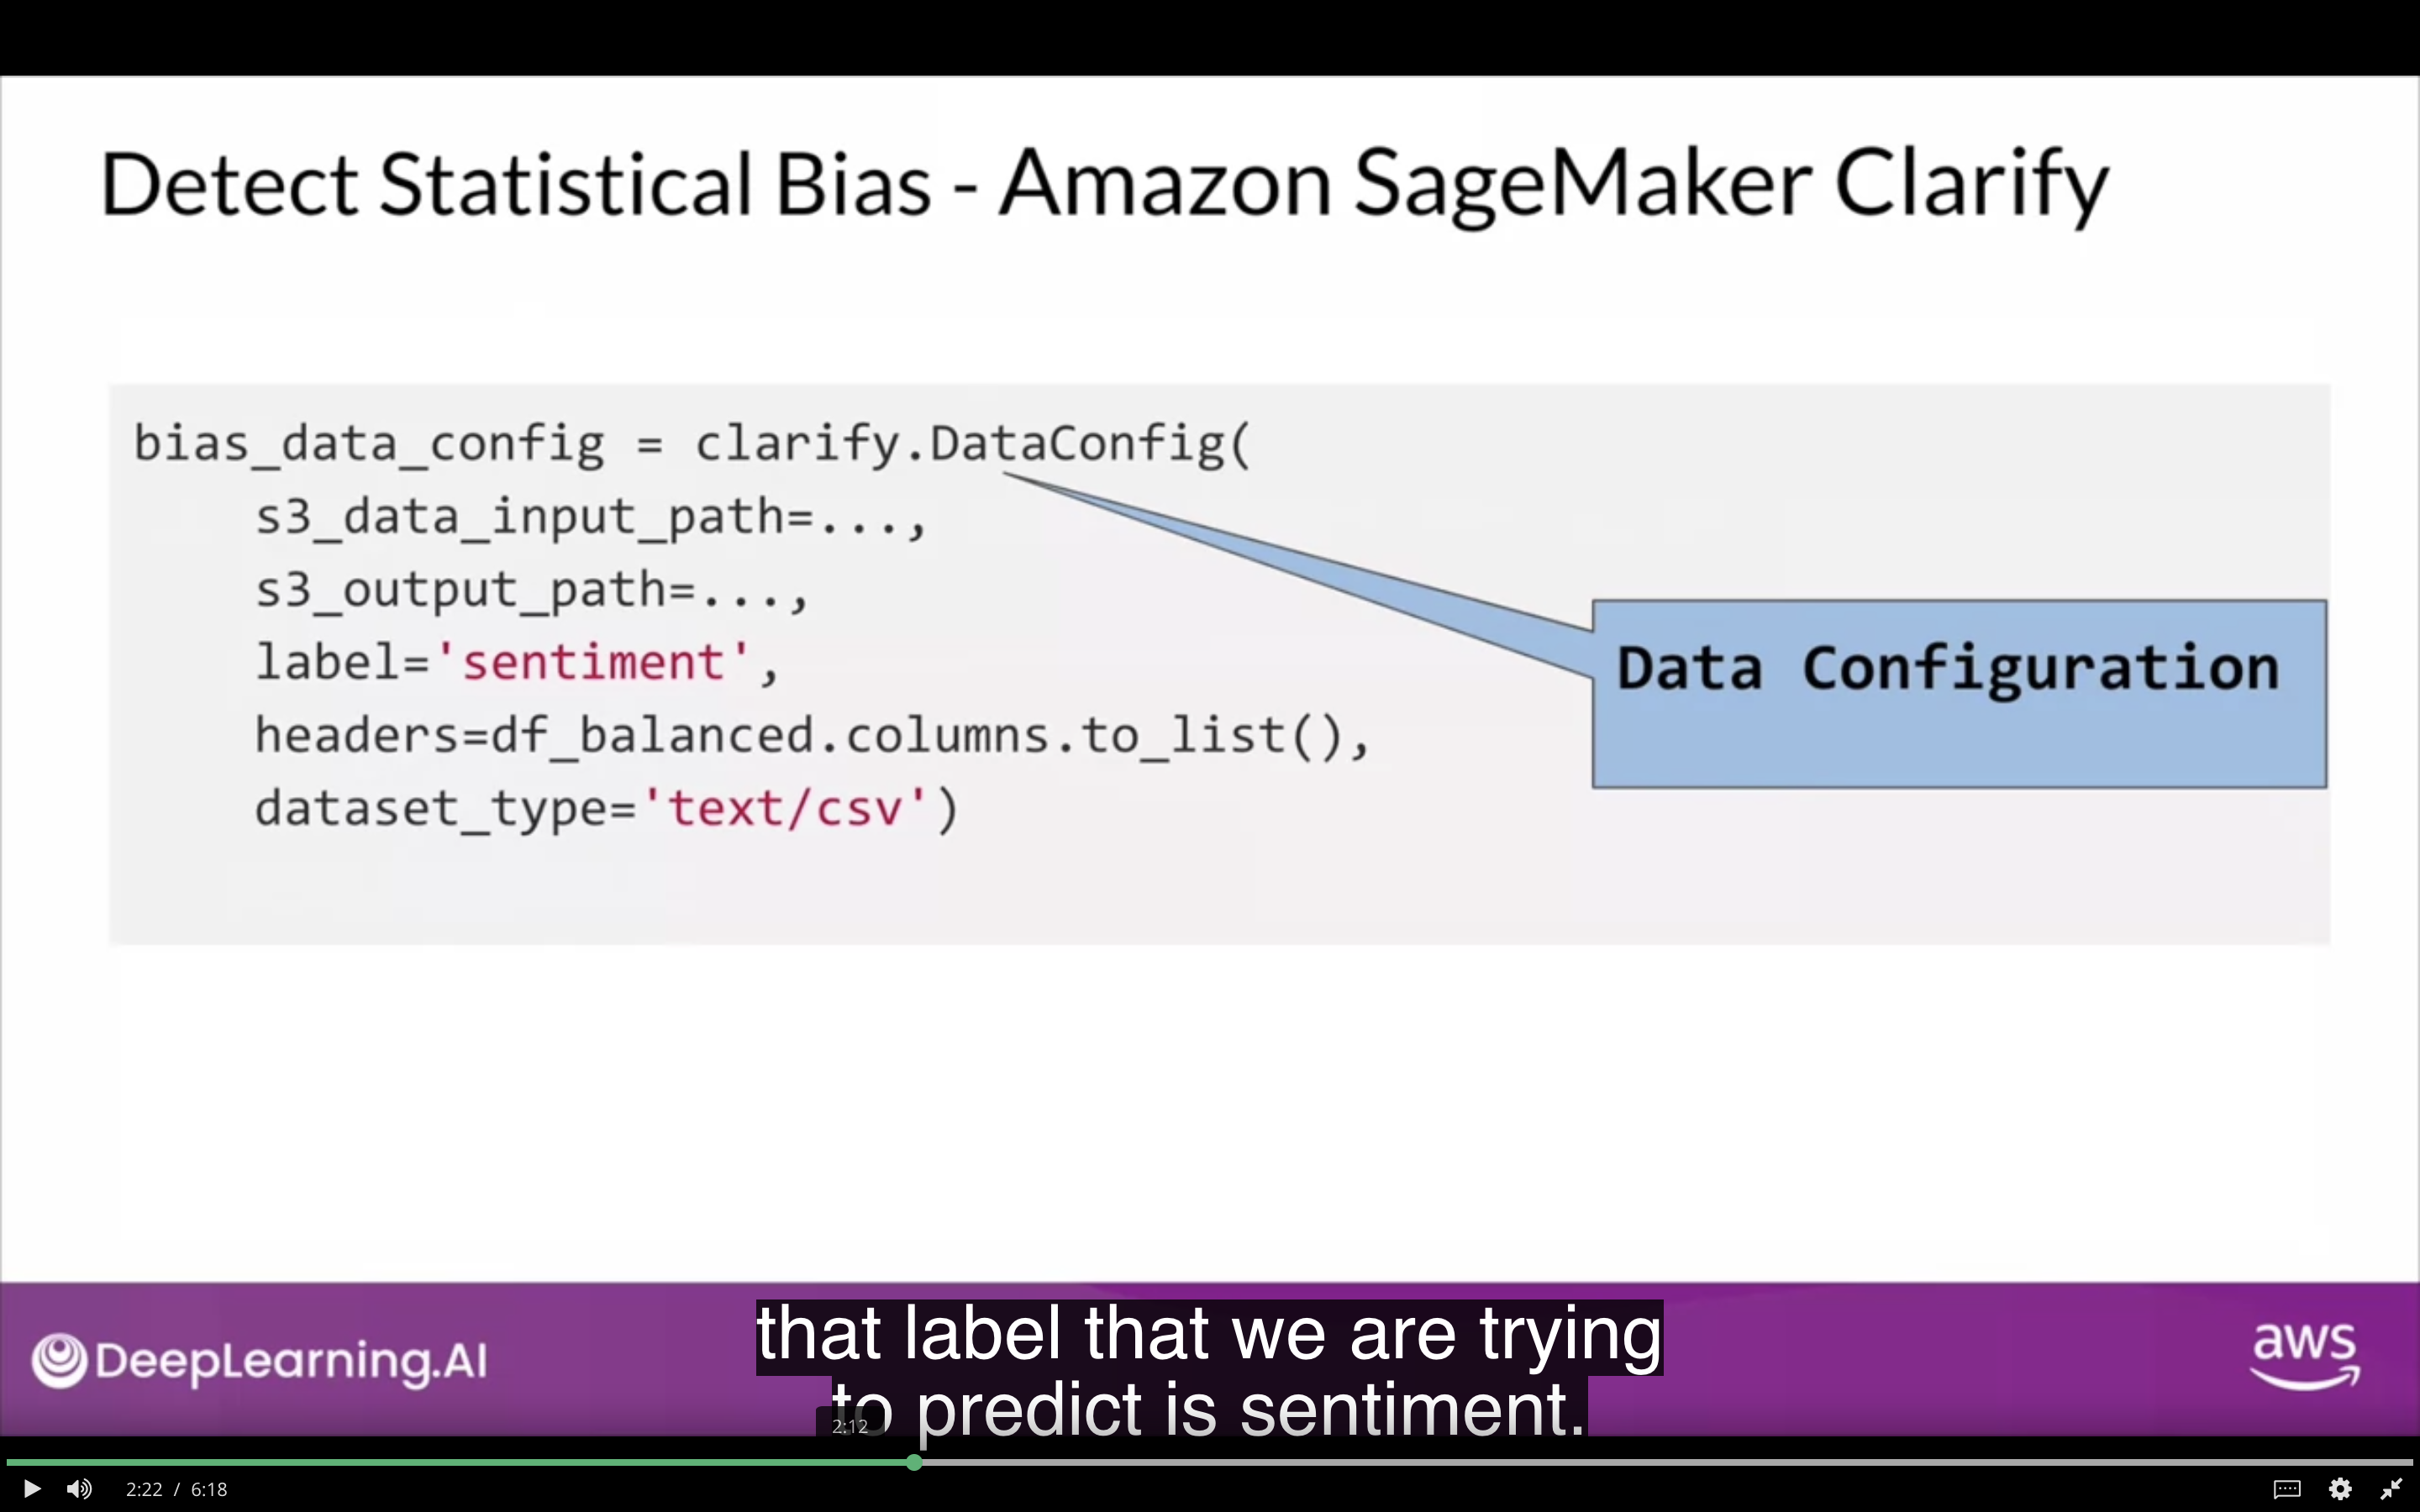 Detect Statistical Bias - Amazon SageMaker Clarify
bias_data_config = clarify.DataConfig(
s3_data_input_path=...,
s3_output_path=...,
label='sentiment',
headers=df_balanced.columns.to_list(),
dataset_type='text/csv')
Data Configuration
DeepLearning.AI
that label that we are trying
to predict is sentiment.
aws
2:12
2:22 / 6:18